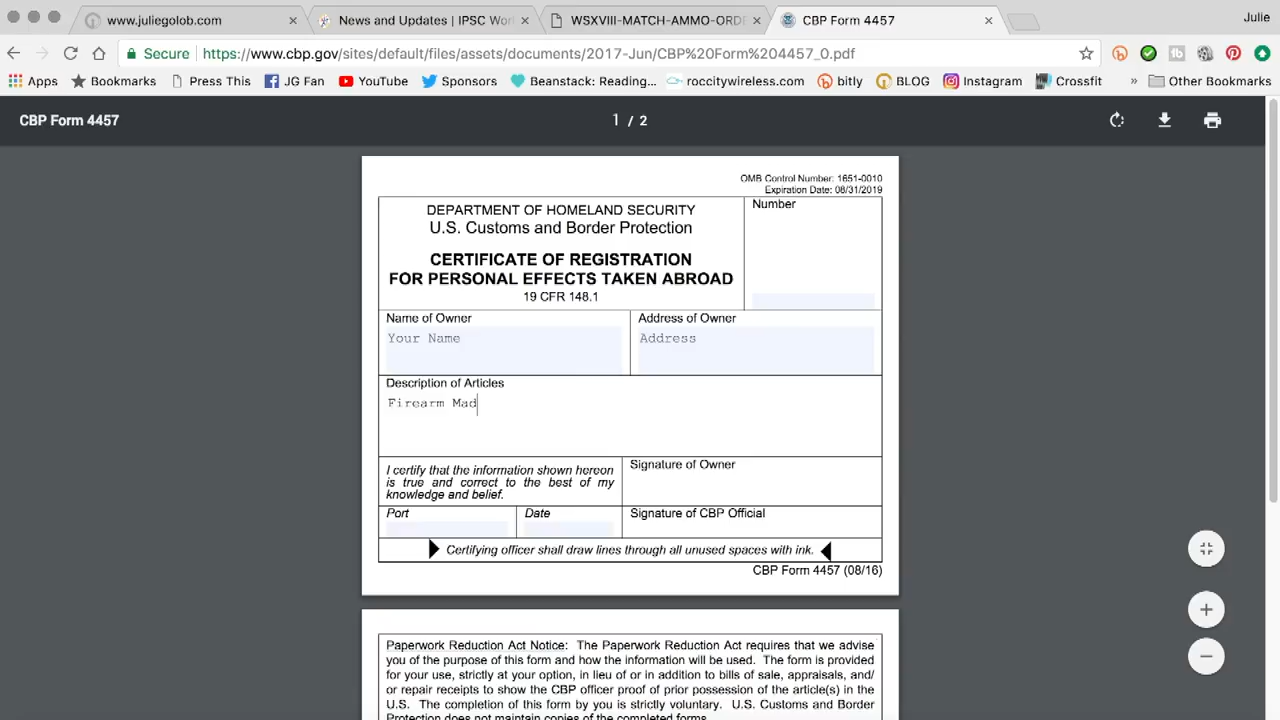 www.juliegolob.com
News and Updates | IPSC Wor
WSXVIII-MATCH-AMMO-ORDE
CBP Form 4457
Julie
Secure
https://www.cbp.gov/sites/default/files/assets/documents/2017-Jun/CBP%20Form%204457_0.pdf
Apps
Bookmarks
Press This
JG Fan
YouTube
Sponsors
Beanstack: Reading...
roccitywireless.com
bitly
BLOG
Instagram
Crossfit
»
Other Bookmarks
CBP Form 4457
1 / 2
OMB Control Number: 1651-0010
Expiration Date: 08/31/2019
DEPARTMENT OF HOMELAND SECURITY
U.S. Customs and Border Protection
CERTIFICATE OF REGISTRATION
FOR PERSONAL EFFECTS TAKEN ABROAD
19 CFR 148.1
Number
Name of Owner
Your Name
Address of Owner
Address
Description of Articles
Firearm Mad
I certify that the information shown hereon
is true and correct to the best of my
knowledge and belief.
Signature of Owner
Port
Date
Signature of CBP Official
Certifying officer shall draw lines through all unused spaces with ink.
CBP Form 4457 (08/16)
Paperwork Reduction Act Notice: The Paperwork Reduction Act requires that we advise
you of the purpose of this form and how the information will be used. The form is provided
for your use, strictly at your option, in lieu of or in addition to bills of sale, appraisals, and/
or repair receipts to show the CBP officer proof of prior possession of the article(s) in the
U.S. The completion of this form by you is strictly voluntary. U.S. Customs and Border
Protection does not maintain copies of the completed forms.